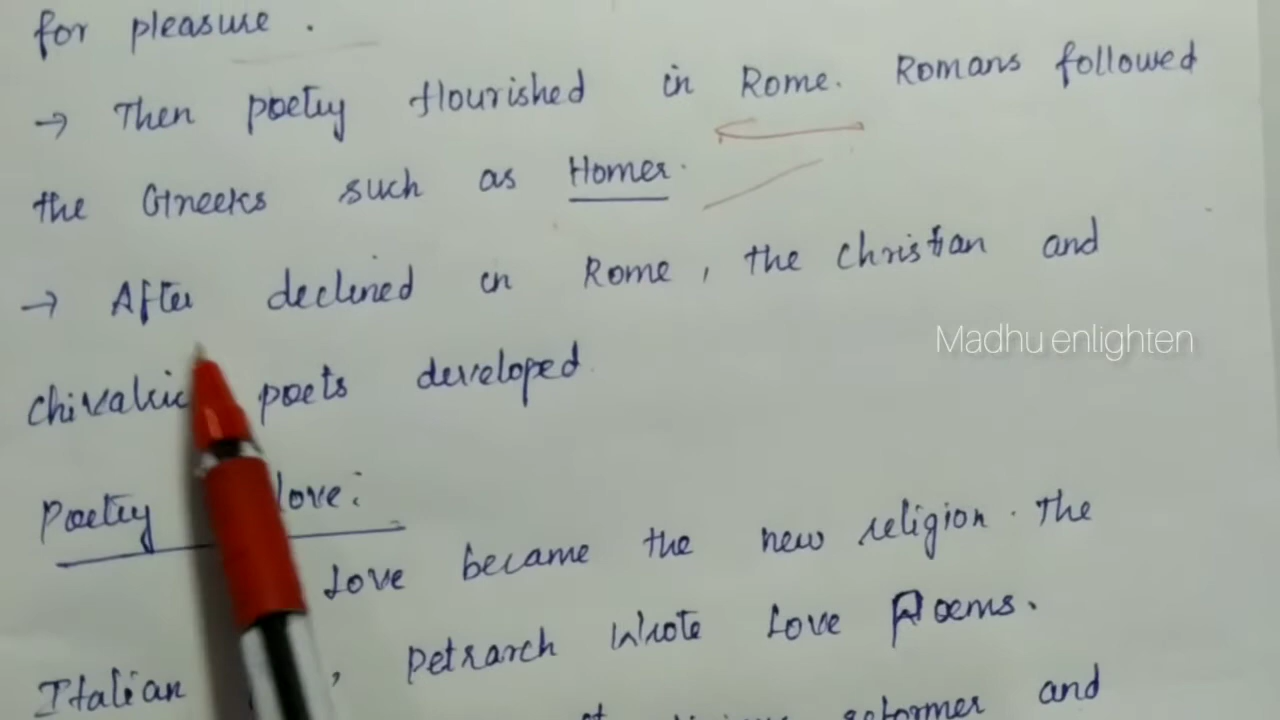 for pleasure .
→ Then poetry flourished in Rome. Romans followed
the Greeks such as Homer.
→ After declined in Rome, the Christian and
chivalric poets developed
Madhu enlighten
Poetry love:
Love became the new religion. The
Italian , Petrarch wrote Love Poems.
reformer and